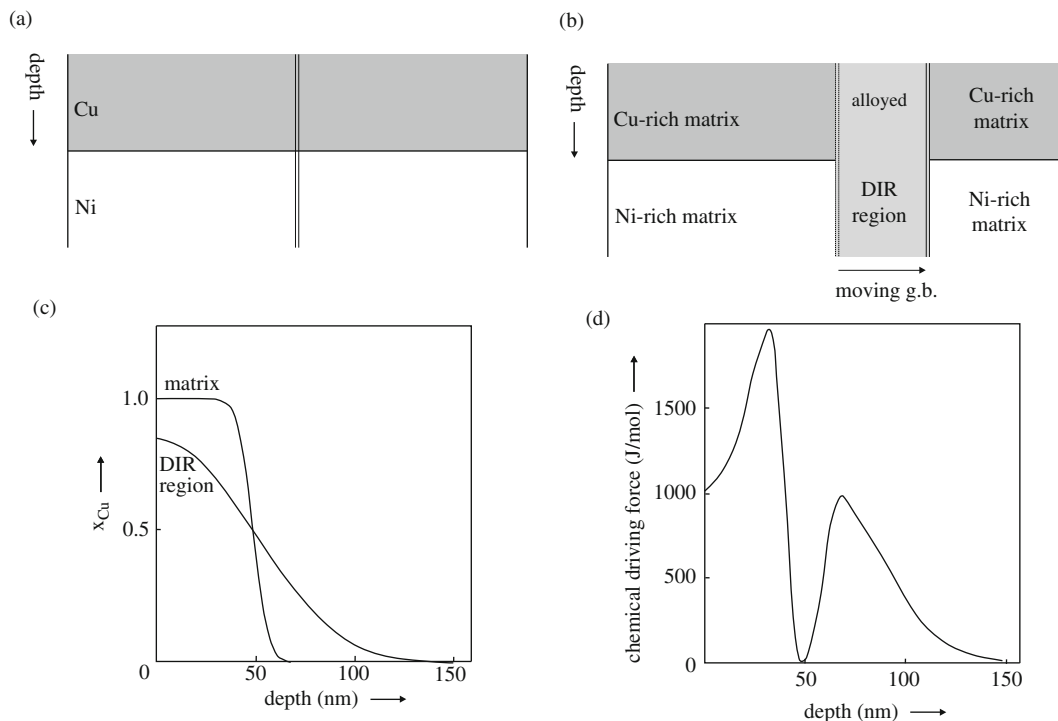 (a)
depth
Cu
Ni
(b)
depth
Cu-rich matrix
alloyed
Cu-rich
matrix
Ni-rich matrix
DIR
region
Ni-rich
matrix
moving g.b.
(c)
matrix
1.0
DIR
region
x_Cu
0.5
0
50
100
150
depth (nm)
(d)
chemical driving force (J/mol)
1500
1000
500
0
50
100
150
depth (nm)